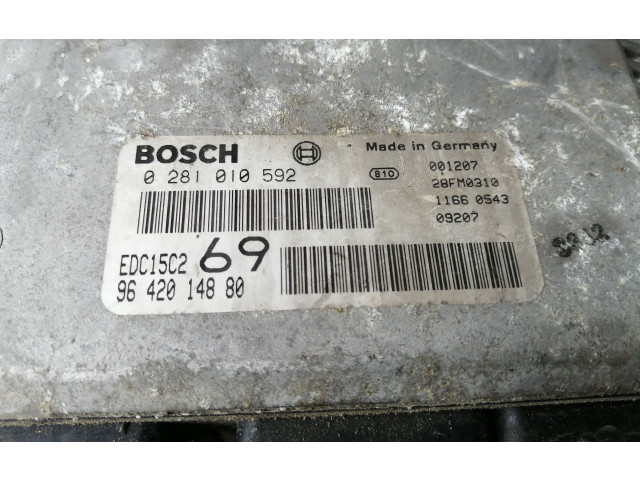 BOSCH
Made in Germany
0 281 010 592
810
001207
28FM0310
1166 0543
09207
EDC15C2 69
96 420 148 80